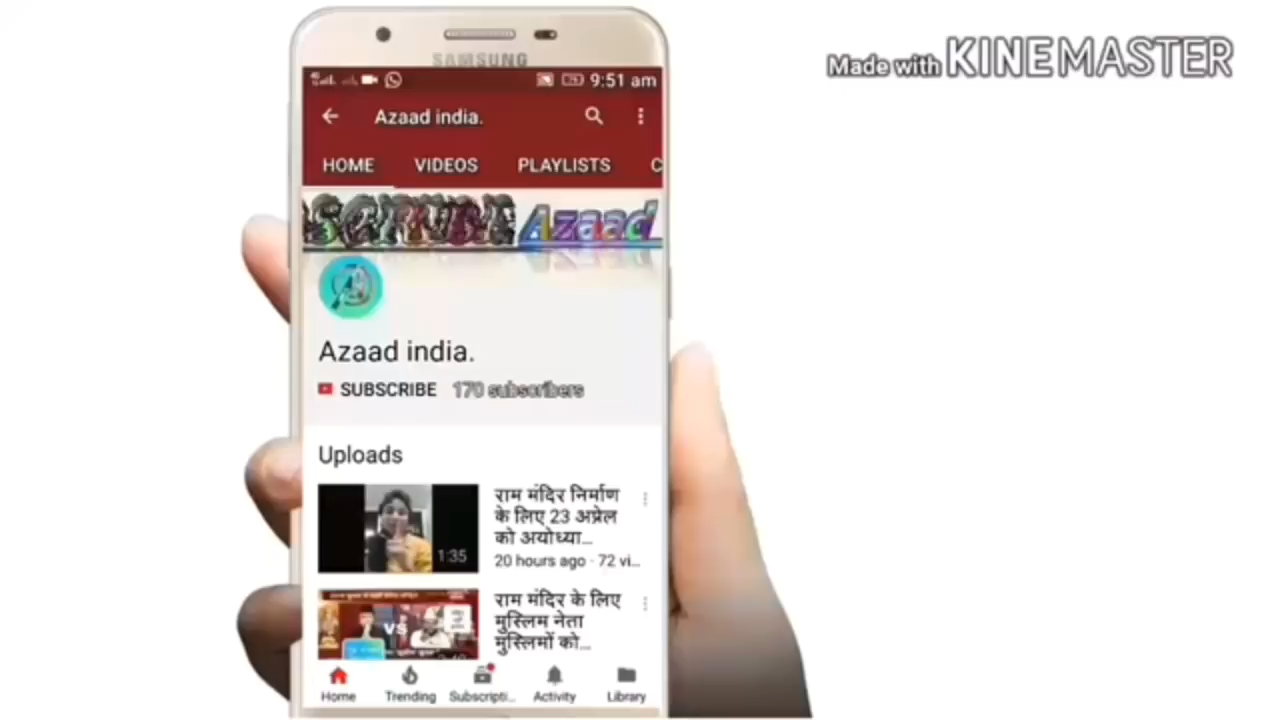 Made with KINEMASTER
SAMSUNG
9:51 am
Azaad india.
HOME VIDEOS PLAYLISTS C
Azaad
Azaad india.
SUBSCRIBE 170 subscribers
Uploads
राम मंदिर निर्माण
के लिए 23 अप्रेल
को अयोध्या...
1:35
20 hours ago · 72 vi...
राम मंदिर के लिए
मुस्लिम नेता
मुस्लिमों को...
VS
Home Trending Subscripti... Activity Library